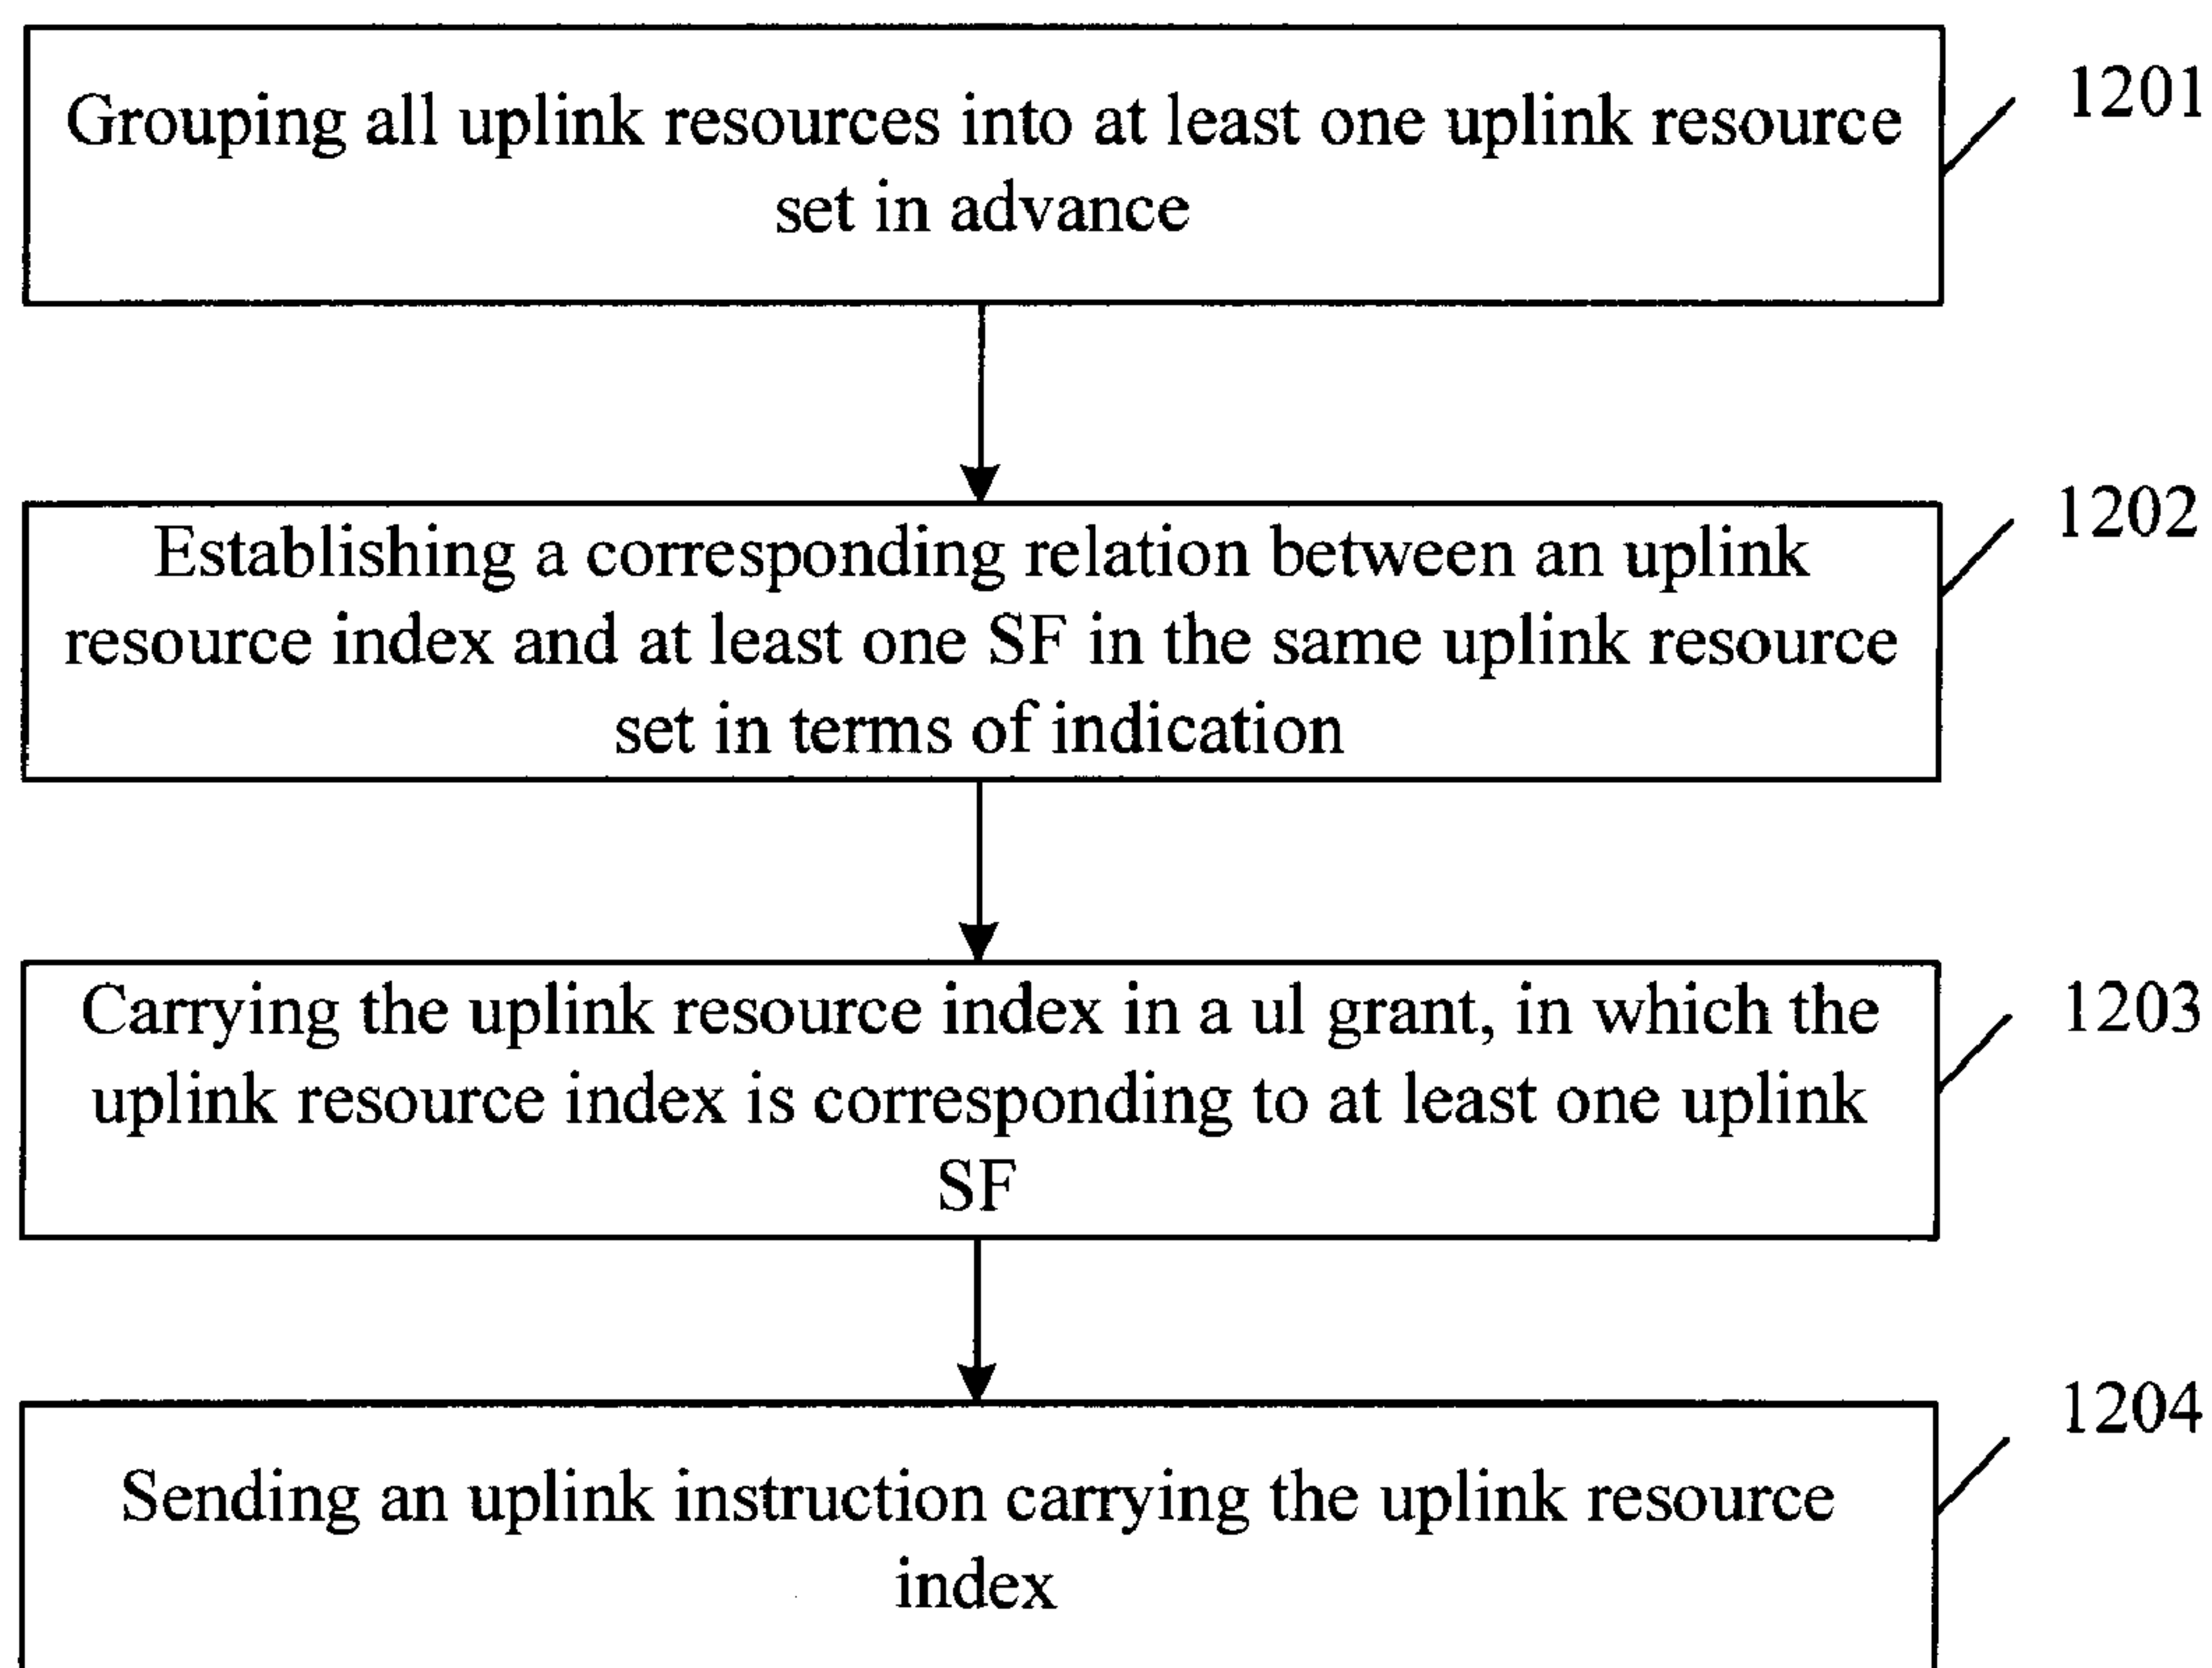 Grouping all uplink resources into at least one uplink resource
set in advance
1201
Establishing a corresponding relation between an uplink
resource index and at least one SF in the same uplink resource
set in terms of indication
1202
Carrying the uplink resource index in a ul grant, in which the
uplink resource index is corresponding to at least one uplink
SF
1203
Sending an uplink instruction carrying the uplink resource
index
1204